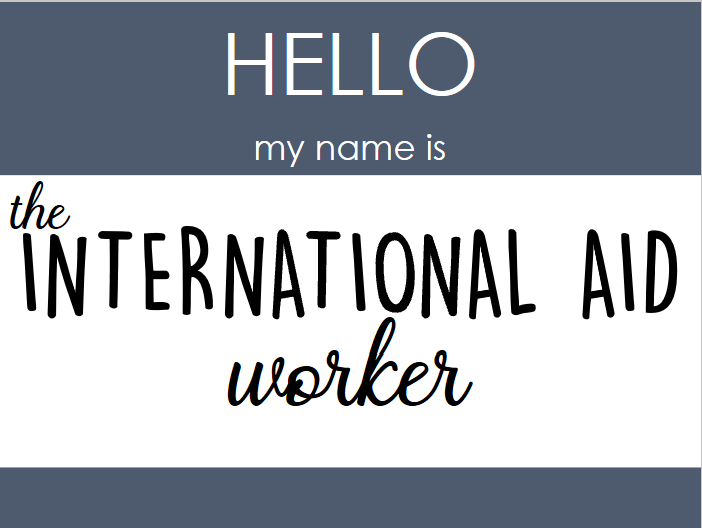 HELLO
my name is
the
INTERNATIONAL AID
worker